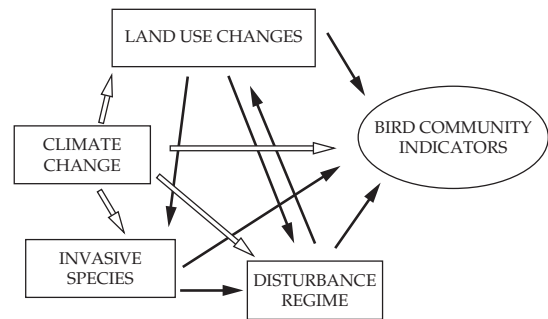 LAND USE CHANGES
BIRD COMMUNITY
INDICATORS
CLIMATE
CHANGE
INVASIVE
SPECIES
DISTURBANCE
REGIME